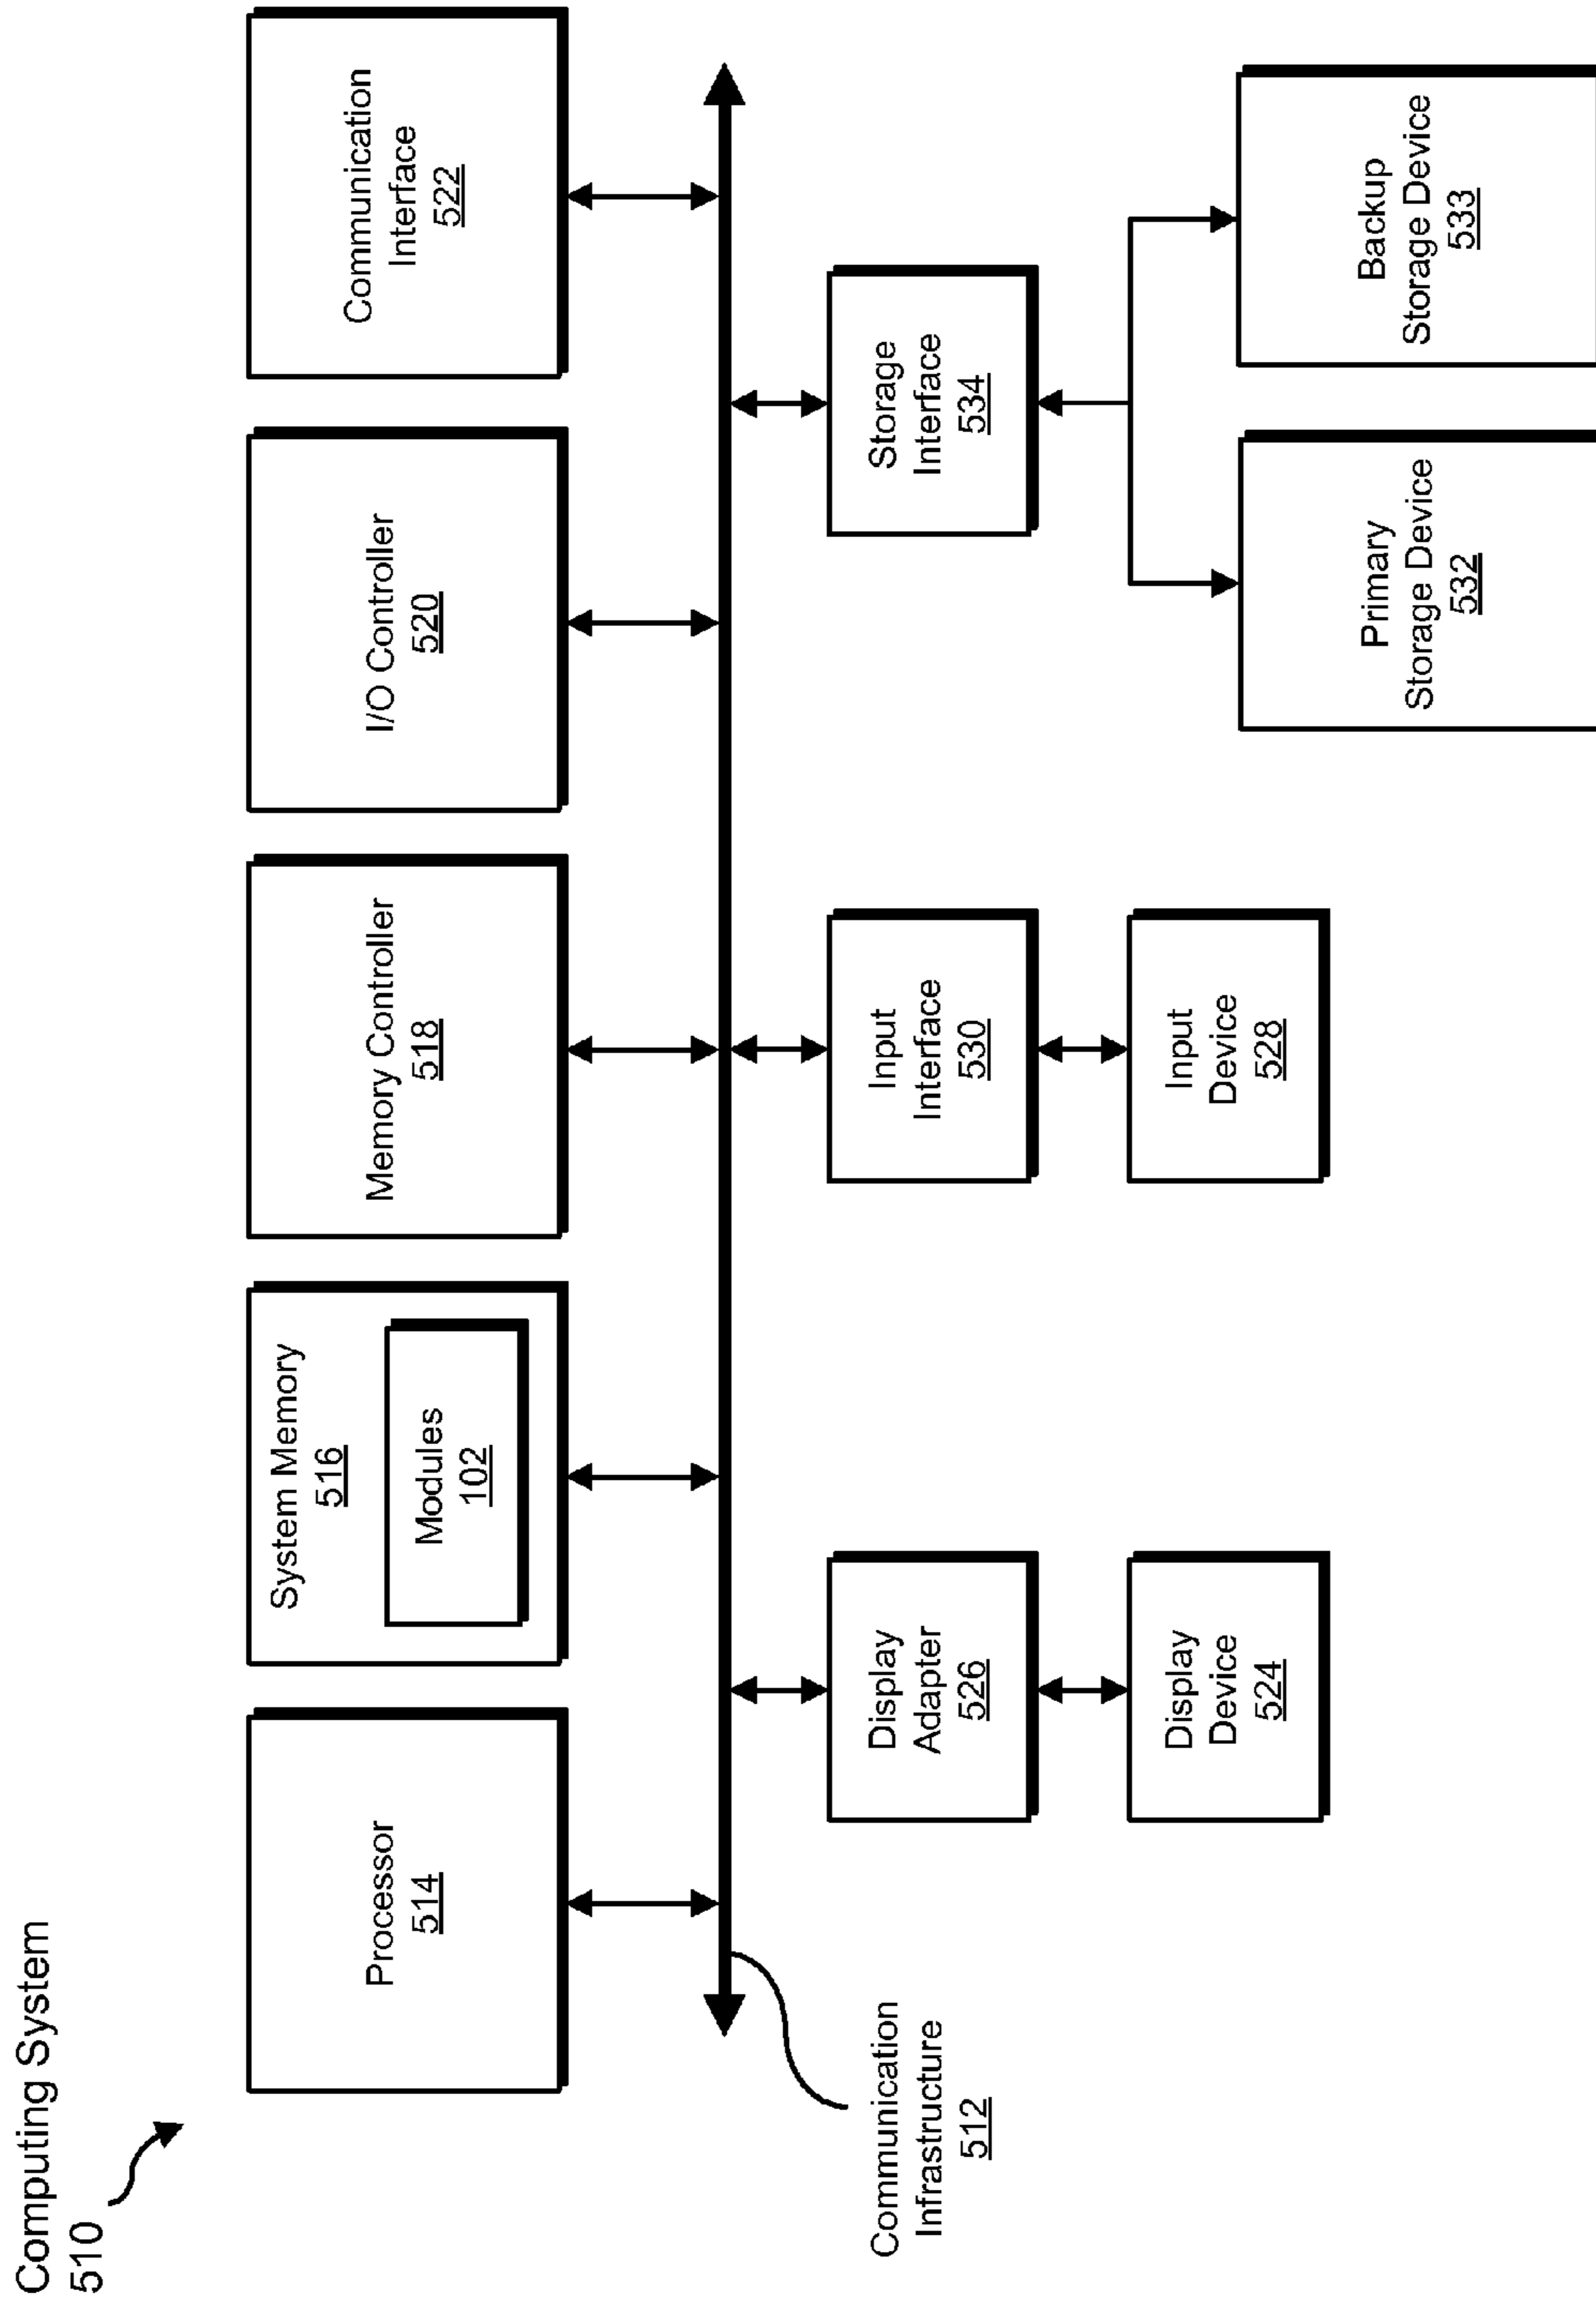 Computing System
510
Processor
514
System Memory
516
Modules
102
Memory Controller
518
I/O Controller
520
Communication
Interface
522
Communication
Infrastructure
512
Display
Adapter
526
Input
Interface
530
Storage
Interface
534
Display
Device
524
Input
Device
528
Primary
Storage Device
532
Backup
Storage Device
533